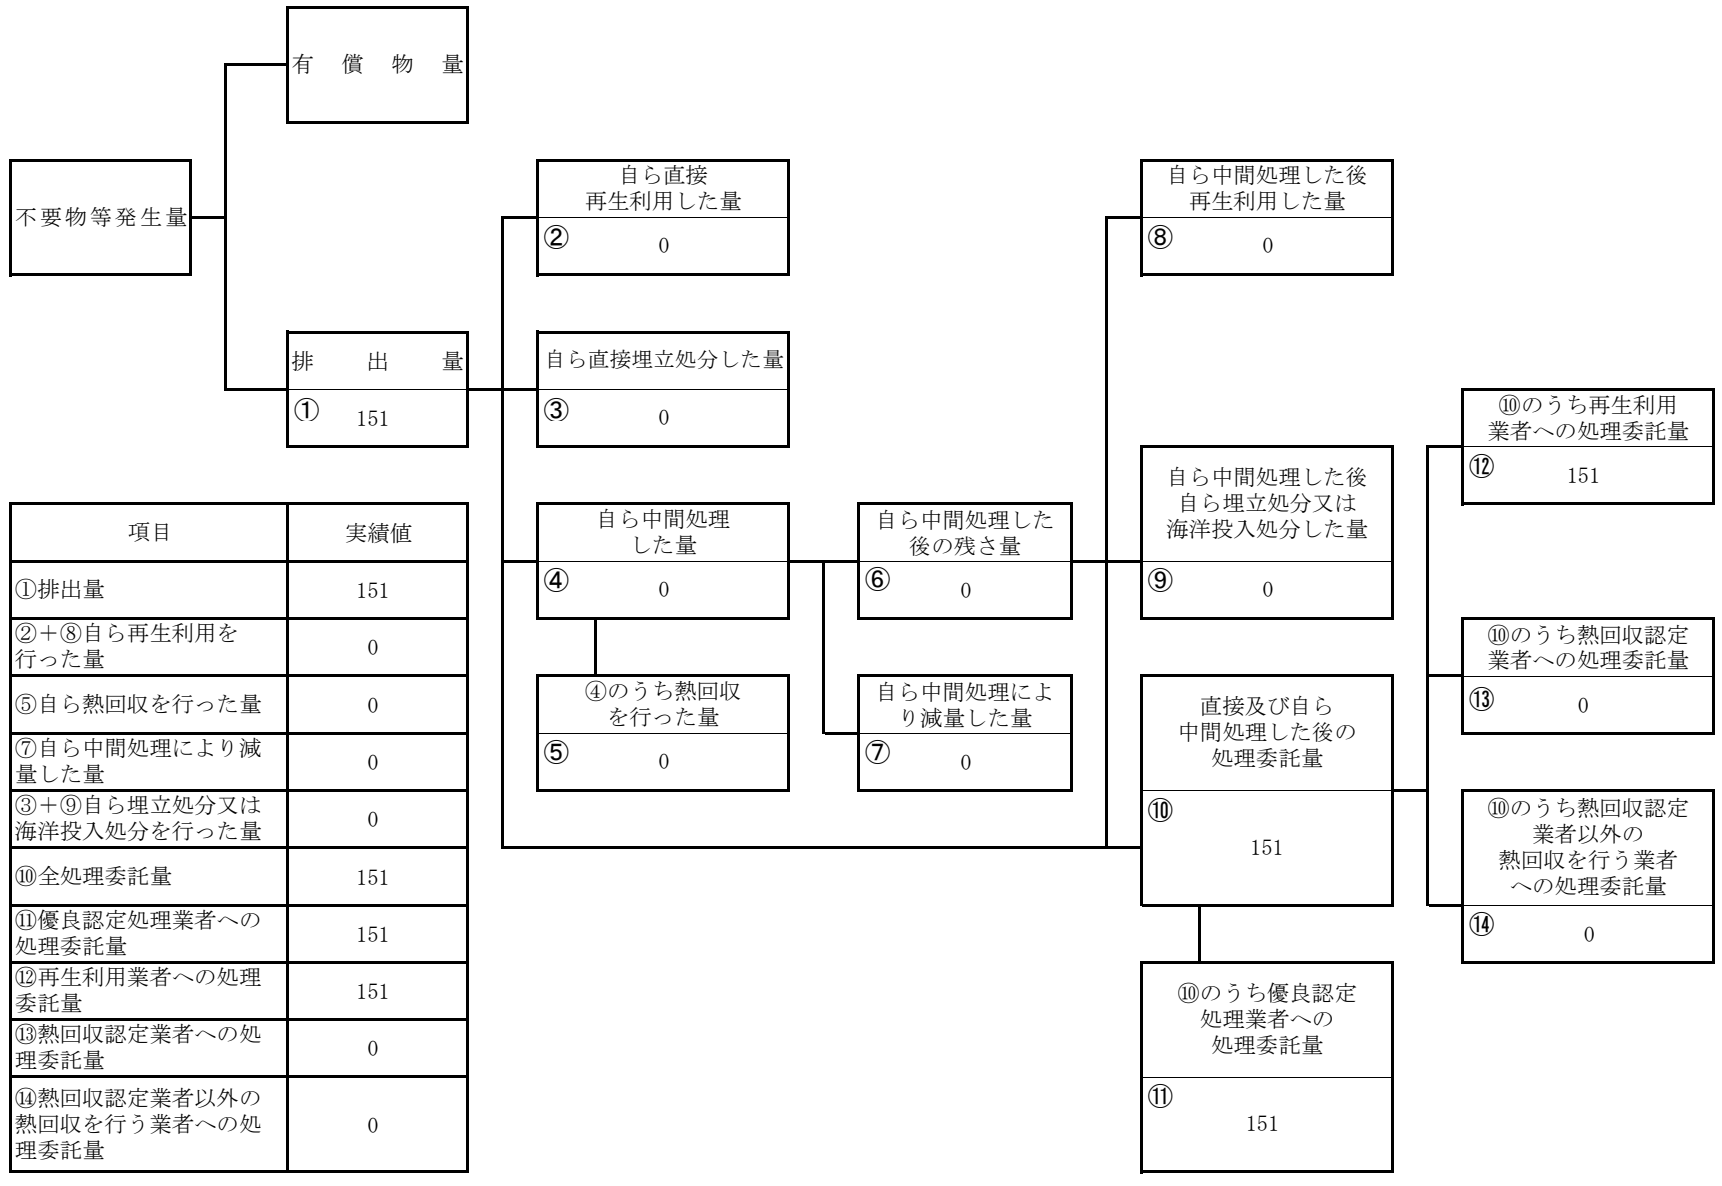 有償物量
不要物等発生量
排出量
① 151
自ら直接
再生利用した量
② 0
自ら直接埋立処分した量
③ 0
自ら中間処理
した量
④ 0
④のうち熱回収
を行った量
⑤ 0
自ら中間処理した
後の残さ量
⑥ 0
自ら中間処理によ
り減量した量
⑦ 0
自ら中間処理した後
再生利用した量
⑧ 0
自ら中間処理した後
自ら埋立処分又は
海洋投入処分した量
⑨ 0
直接及び自ら
中間処理した後の
処理委託量
⑩
151
⑩のうち優良認定
処理業者への
処理委託量
⑪
151
⑩のうち再生利用
業者への処理委託量
⑫ 151
⑩のうち熱回収認定
業者への処理委託量
⑬ 0
⑩のうち熱回収認定
業者以外の
熱回収を行う業者
への処理委託量
⑭ 0
項目 実績値
①排出量 151
②+⑧自ら再生利用を
行った量 0
⑤自ら熱回収を行った量 0
⑦自ら中間処理により減
量した量 0
③+⑨自ら埋立処分又は
海洋投入処分を行った量 0
⑩全処理委託量 151
⑪優良認定処理業者への
処理委託量 151
⑫再生利用業者への処理
委託量 151
⑬熱回収認定業者への処
理委託量 0
⑭熱回収認定業者以外の
熱回収を行う業者への処
理委託量 0